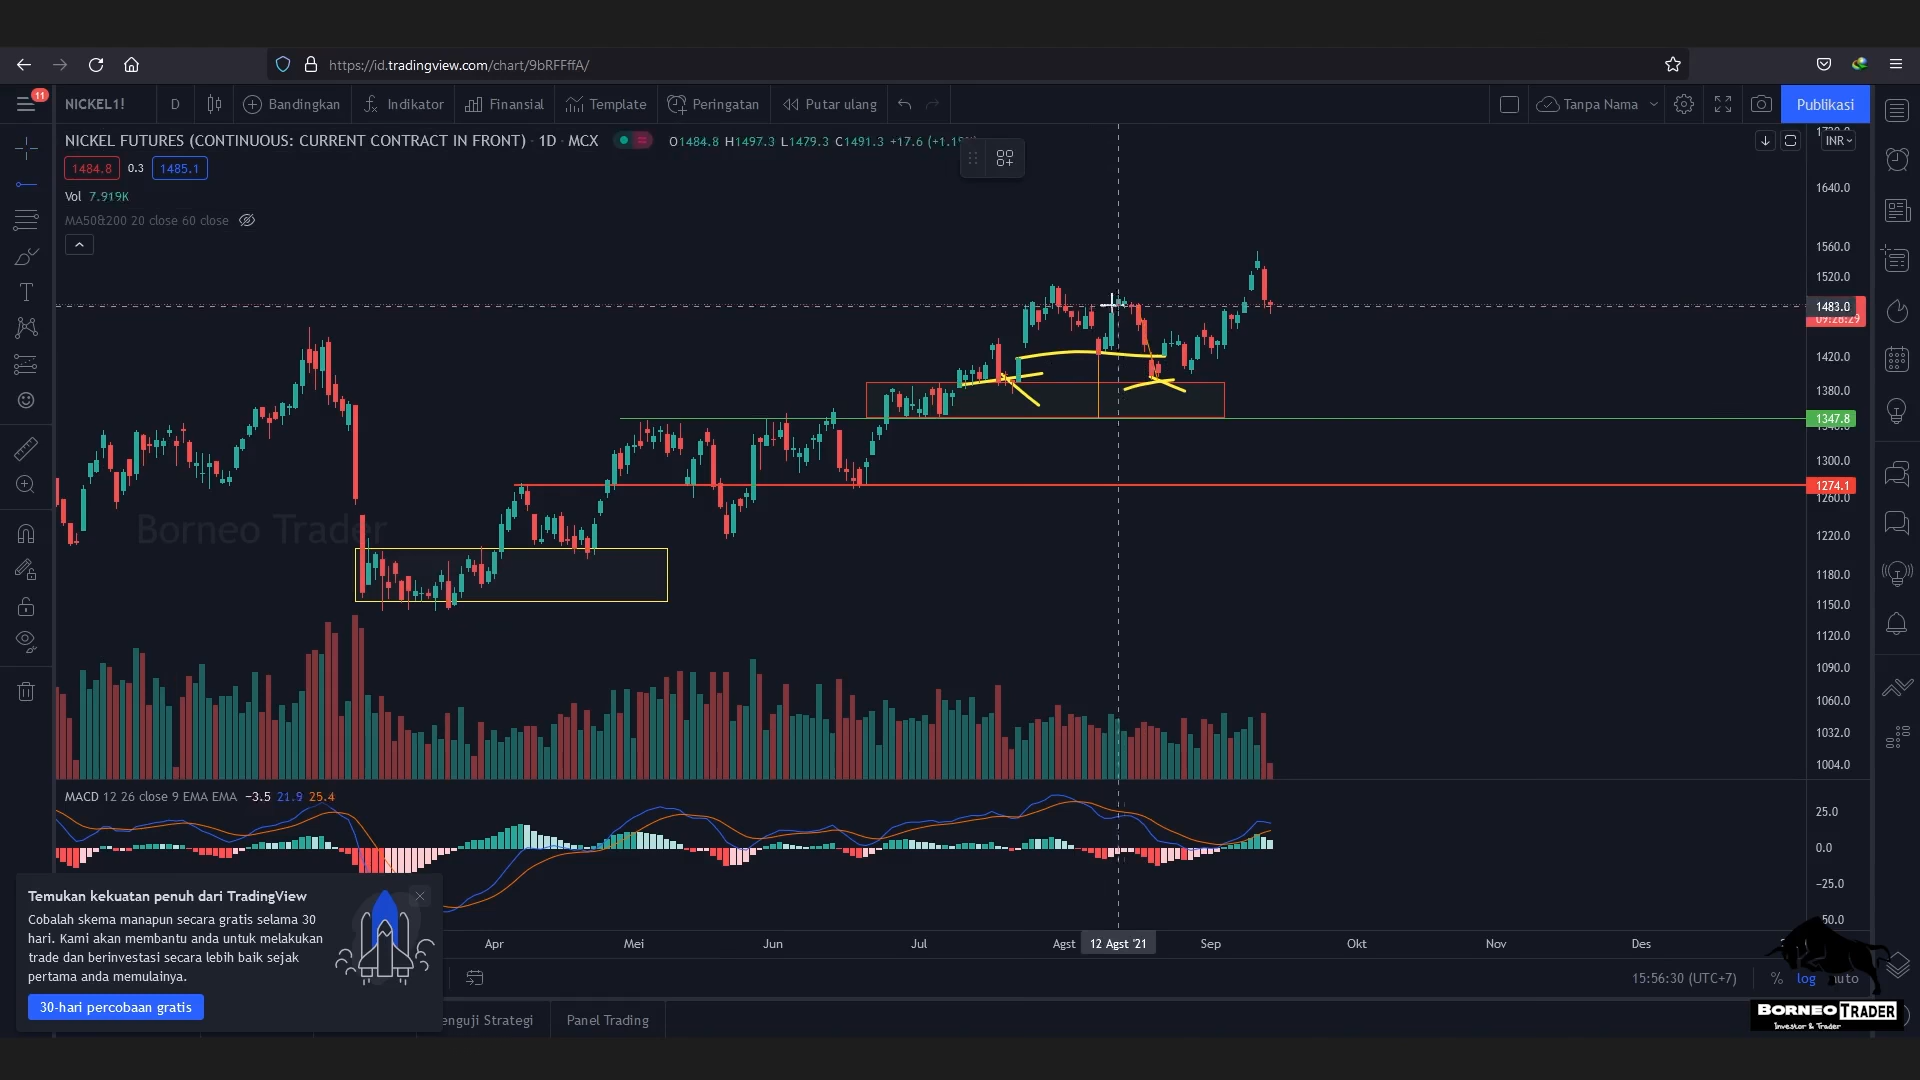 https://id.tradingview.com/chart/9bRFFffA/
11
NICKEL1!
D
Bandingkan
Indikator
Finansial
Template
Peringatan
Putar ulang
Tanpa Nama
Publikasi
NICKEL FUTURES (CONTINUOUS: CURRENT CONTRACT IN FRONT) · 1D · MCX
O1484.8 H1497.3 L1479.3 C1491.3 +17.6
INR
1484.8
0.3
1485.1
Vol 7.919K
MA50&200 20 close 60 close
1640.0
1560.0
1520.0
1483.0
09:28:29
1420.0
1380.0
1347.8
1300.0
1274.1
1260.0
1220.0
1180.0
1150.0
1120.0
1090.0
1060.0
1032.0
1004.0
Borneo Trader
MACD 12 26 close 9 EMA EMA −3.5 21.9 25.4
25.0
0.0
−25.0
Temukan kekuatan penuh dari TradingView
Cobalah skema manapun secara gratis selama 30
hari. Kami akan membantu anda untuk melakukan
trade dan berinvestasi secara lebih baik sejak
pertama anda memulainya.
30-hari percobaan gratis
Apr
Mei
Jun
Jul
Agst
12 Agst '21
Sep
Okt
Nov
Des
15:56:30 (UTC+7)
%
log
Panel Trading
BORNEO TRADER
Investor & Trader